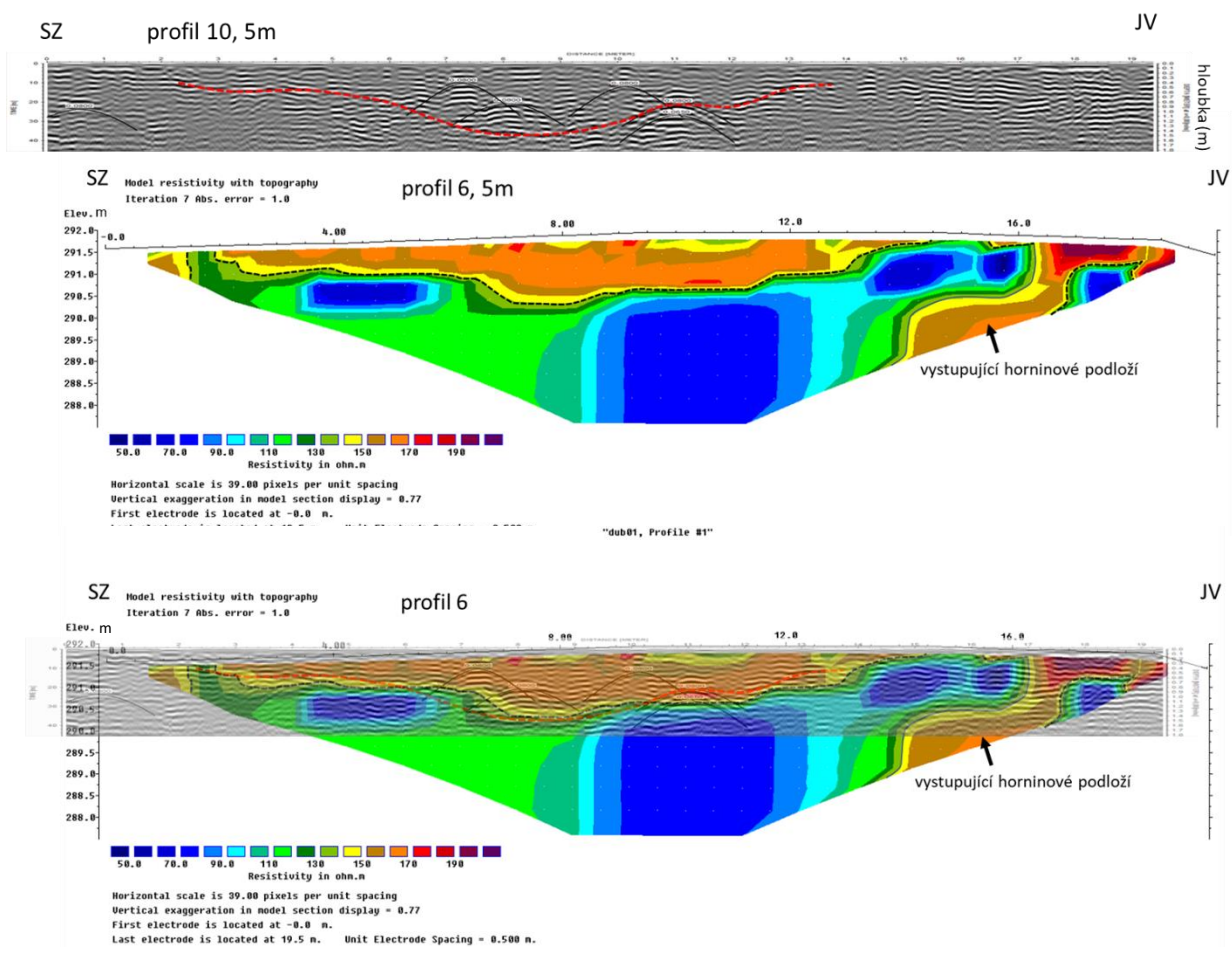 SZ
profil 10, 5m
JV
DISTANCE [METER]
hloubka (m)
SZ
Model resistivity with topography
Iteration 7 Abs. error = 1.0
profil 6, 5m
JV
Elev. m
292.0
-0.0
4.00
8.00
12.0
16.0
291.5
291.0
290.5
290.0
289.5
289.0
288.5
288.0
vystupující horninové podloží
50.0 70.0 90.0 110 130 150 170 190
Resistivity in ohm.m
Horizontal scale is 39.00 pixels per unit spacing
Vertical exaggeration in model section display = 0.77
First electrode is located at -0.0 m.
"dub01, Profile #1"
SZ
Model resistivity with topography
Iteration 7 Abs. error = 1.0
profil 6
JV
Elev. m
292.0
4.00
8.00
DISTANCE [METER]
12.0
16.0
291.5
291.0
290.5
290.0
289.5
289.0
288.5
288.0
vystupující horninové podloží
50.0 70.0 90.0 110 130 150 170 190
Resistivity in ohm.m
Horizontal scale is 39.00 pixels per unit spacing
Vertical exaggeration in model section display = 0.77
First electrode is located at -0.0 m.
Last electrode is located at 19.5 m. Unit Electrode Spacing = 0.500 m.